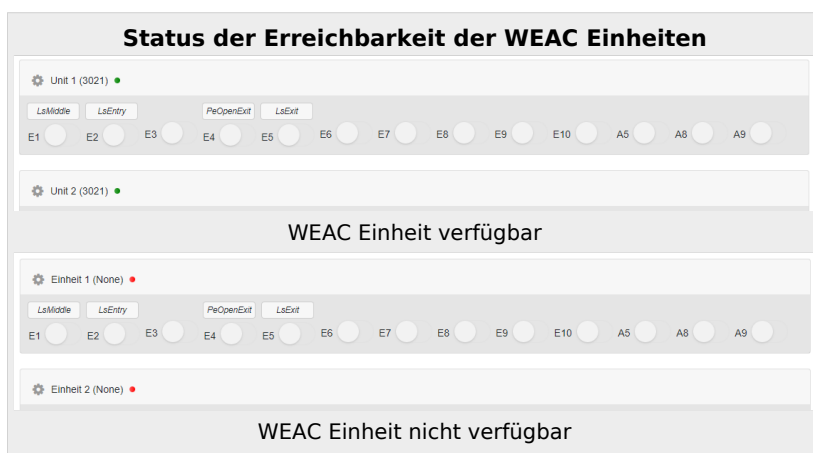 Status der Erreichbarkeit der WEAC Einheiten
Unit 1 (3021)
LsMiddle LsEntry PeOpenExit LsExit
E1 E2 E3 E4 E5 E6 E7 E8 E9 E10 A5 A8 A9
Unit 2 (3021)
WEAC Einheit verfügbar
Einheit 1 (None)
LsMiddle LsEntry PeOpenExit LsExit
E1 E2 E3 E4 E5 E6 E7 E8 E9 E10 A5 A8 A9
Einheit 2 (None)
WEAC Einheit nicht verfügbar